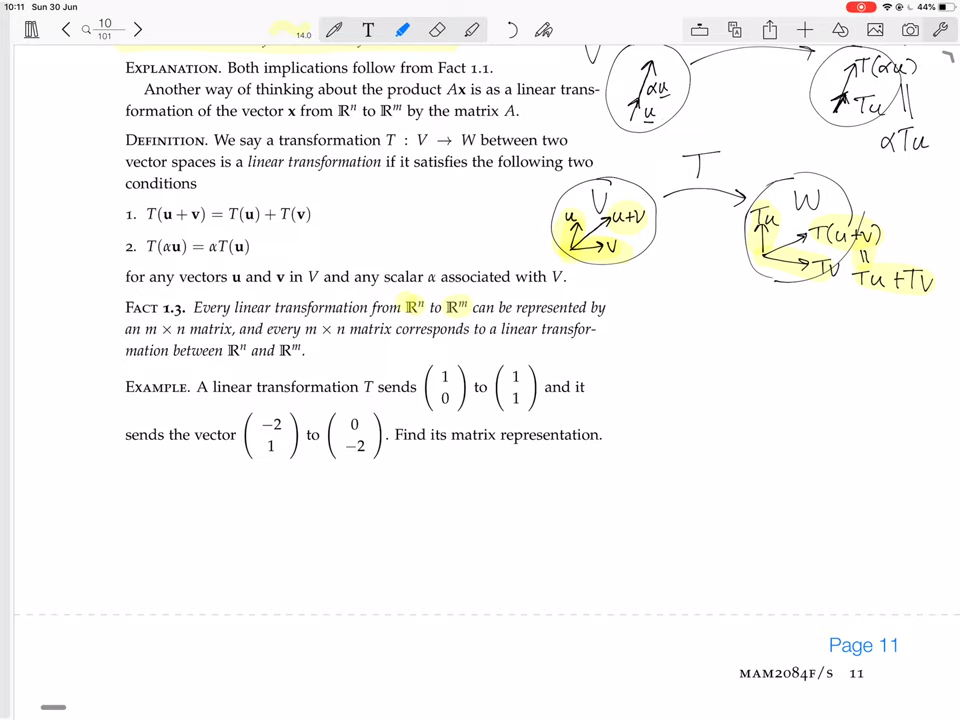 10:11 Sun 30 Jun
44%
10
101
14.0
EXPLANATION. Both implications follow from Fact 1.1.
Another way of thinking about the product Ax is as a linear trans-
formation of the vector x from ℝⁿ to ℝᵐ by the matrix A.
DEFINITION. We say a transformation T : V → W between two
vector spaces is a linear transformation if it satisfies the following two
conditions
1. T(u + v) = T(u) + T(v)
2. T(αu) = αT(u)
for any vectors u and v in V and any scalar α associated with V.
FACT 1.3. Every linear transformation from ℝⁿ to ℝᵐ can be represented by
an m × n matrix, and every m × n matrix corresponds to a linear transfor-
mation between ℝⁿ and ℝᵐ.
EXAMPLE. A linear transformation T sends (1 0) to (1 1) and it
sends the vector (−2 1) to (0 −2). Find its matrix representation.
αu
u
T(αu)
Tu ||
αTu
T
V
u
u+v
v
W
Tu
T(u+v)
Tv
||
Tu + Tv
Page 11
MAM2084F/S 11